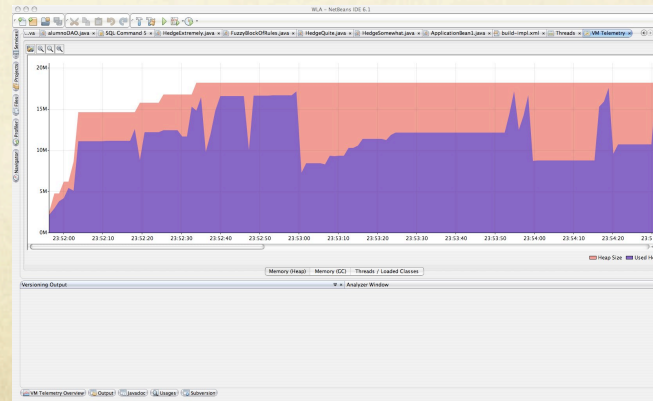 WLA - NetBeans IDE 6.1
...va alumnoDAO.java SQL Command 5 HedgeExtremely.java FuzzyBlockOfRules.java HedgeQuite.java HedgeSomewhat.java ApplicationBean1.java build-impl.xml Threads VM Telemetry
Services
Projects
Files
Profiler
Navigator
20M
15M
10M
5M
0M
23:52:00 23:52:10 23:52:20 23:52:30 23:52:40 23:52:50 23:53:00 23:53:10 23:53:20 23:53:30 23:53:40 23:53:50 23:54:00 23:54:10 23:54:20 23:5
Heap Size Used H
Memory (Heap) Memory (GC) Threads / Loaded Classes
Versioning Output Analyzer Window
VM Telemetry Overview Output Javadoc Usages Subversion